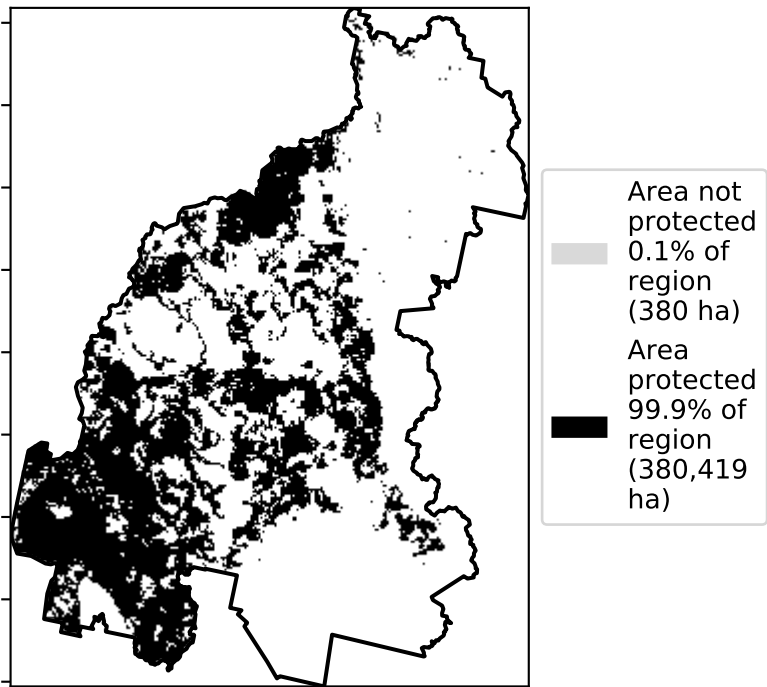 Area not
protected
0.1% of
region
(380 ha)
Area
protected
99.9% of
region
(380,419
ha)